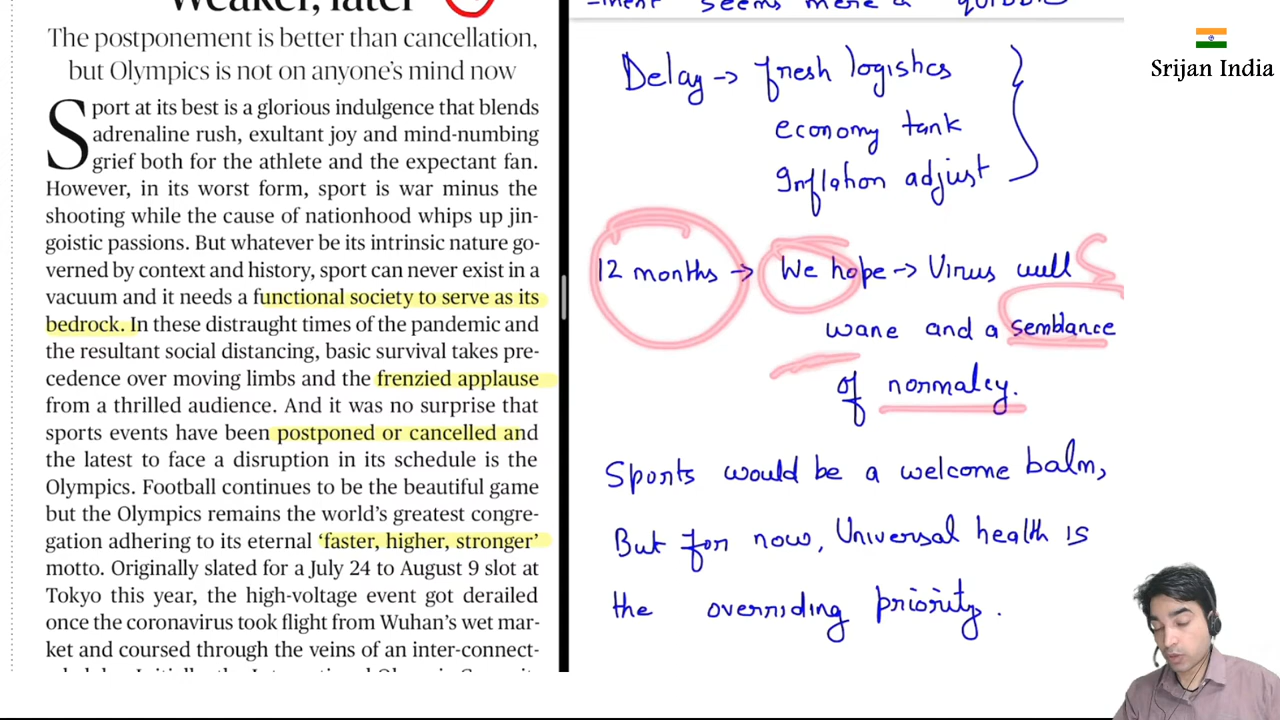 Weaker, later
The postponement is better than cancellation,
but Olympics is not on anyone's mind now
Sport at its best is a glorious indulgence that blends
adrenaline rush, exultant joy and mind-numbing
grief both for the athlete and the expectant fan.
However, in its worst form, sport is war minus the
shooting while the cause of nationhood whips up jin-
goistic passions. But whatever be its intrinsic nature go-
verned by context and history, sport can never exist in a
vacuum and it needs a functional society to serve as its
bedrock. In these distraught times of the pandemic and
the resultant social distancing, basic survival takes pre-
cedence over moving limbs and the frenzied applause
from a thrilled audience. And it was no surprise that
sports events have been postponed or cancelled and
the latest to face a disruption in its schedule is the
Olympics. Football continues to be the beautiful game
but the Olympics remains the world's greatest congre-
gation adhering to its eternal 'faster, higher, stronger'
motto. Originally slated for a July 24 to August 9 slot at
Tokyo this year, the high-voltage event got derailed
once the coronavirus took flight from Wuhan's wet mar-
ket and coursed through the veins of an inter-connect-
-ment seems mere a
Delay → fresh logistics
economy tank
Inflation adjust
12 months → We hope → Virus will
wane and a semblance
of normalcy.
Sports would be a welcome balm,
But for now, Universal health is
the overriding priority.
Srijan India